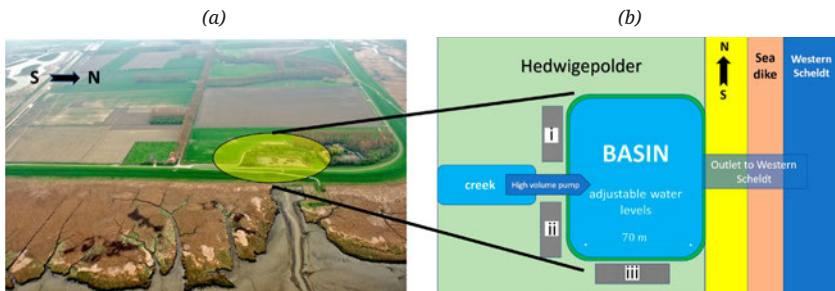 (a)
(b)
S N
Hedwigepolder
N
S
Sea
dike
Western
Scheldt
i
BASIN
Outlet to Western
Scheldt
creek
High volume pump
adjustable water
levels
ii
70 m
iii